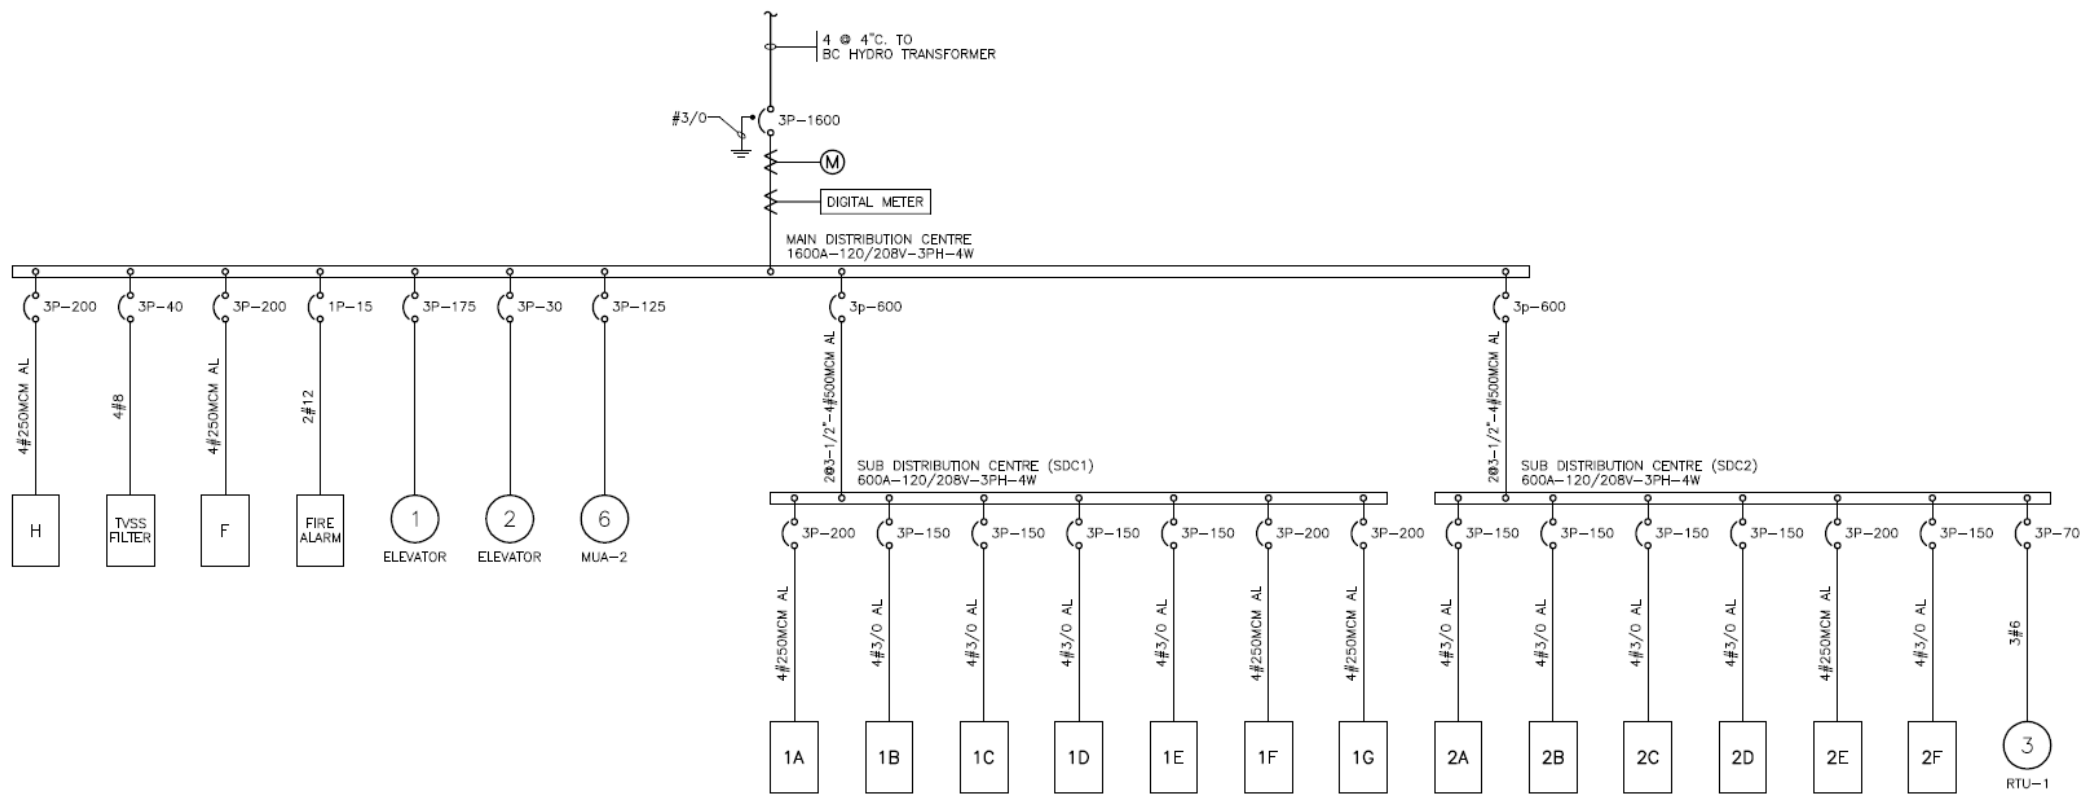 4 @ 4"C. TO
BC HYDRO TRANSFORMER
#3/0
3P-1600
M
DIGITAL METER
MAIN DISTRIBUTION CENTRE
1600A-120/208V-3PH-4W
3P-200
3P-40
3P-200
1P-15
3P-175
3P-30
3P-125
3p-600
3p-600
4#250MCM AL
4#8
4#250MCM AL
2#12
2@3-1/2"-4#500MCM AL
2@3-1/2"-4#500MCM AL
H
TVSS
FILTER
F
FIRE
ALARM
1
ELEVATOR
2
ELEVATOR
6
MUA-2
SUB DISTRIBUTION CENTRE (SDC1)
600A-120/208V-3PH-4W
SUB DISTRIBUTION CENTRE (SDC2)
600A-120/208V-3PH-4W
3P-200
3P-150
3P-150
3P-150
3P-150
3P-200
3P-200
3P-150
3P-150
3P-150
3P-150
3P-200
3P-150
3P-70
4#250MCM AL
4#3/0 AL
4#3/0 AL
4#3/0 AL
4#3/0 AL
4#250MCM AL
4#250MCM AL
4#3/0 AL
4#3/0 AL
4#3/0 AL
4#3/0 AL
4#250MCM AL
4#3/0 AL
3#6
1A
1B
1C
1D
1E
1F
1G
2A
2B
2C
2D
2E
2F
3
RTU-1